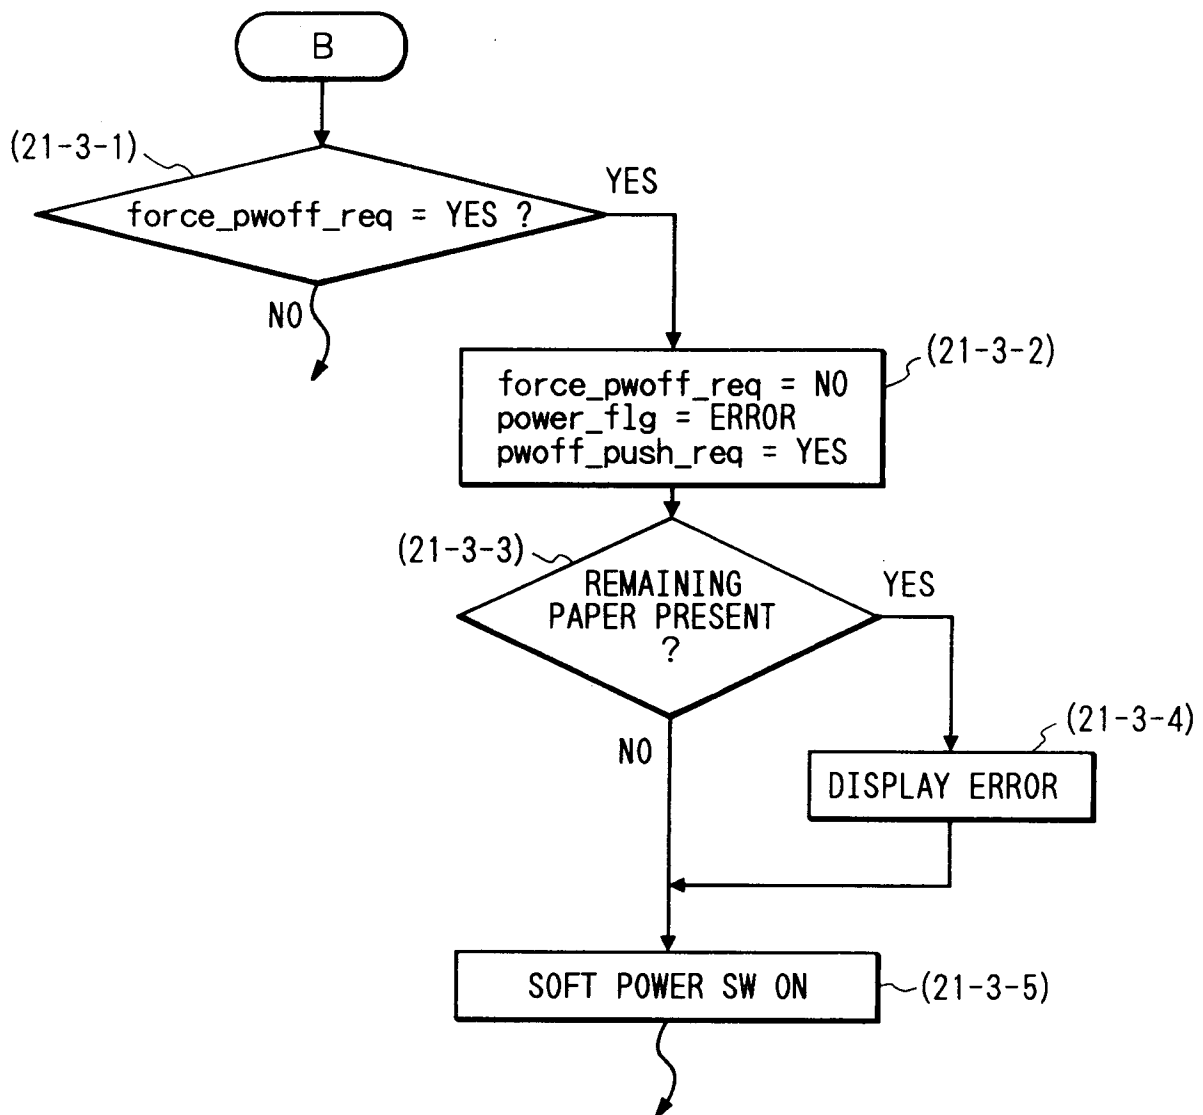 B
(21-3-1)
force_pwoff_req = YES ?
YES
NO
(21-3-2)
force_pwoff_req = NO
power_flg = ERROR
pwoff_push_req = YES
(21-3-3)
REMAINING
PAPER PRESENT
?
YES
NO
(21-3-4)
DISPLAY ERROR
SOFT POWER SW ON
(21-3-5)